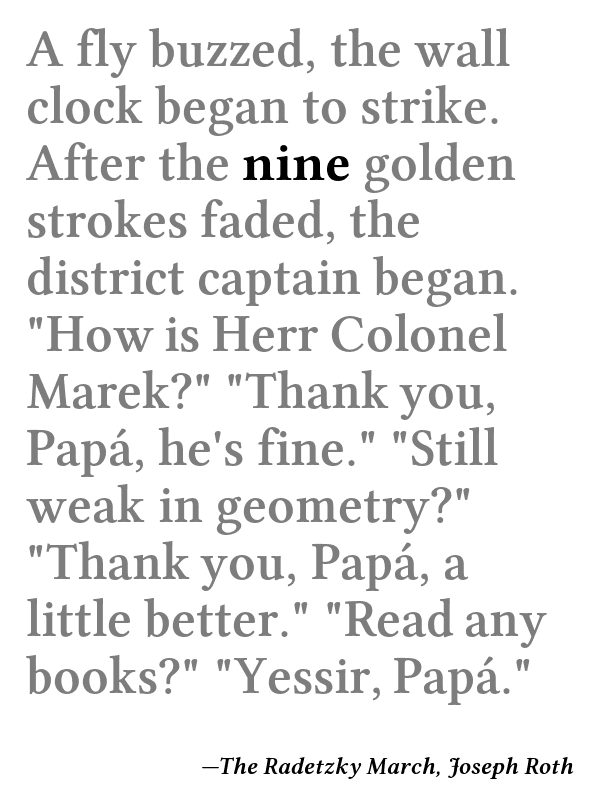 A fly buzzed, the wall
clock began to strike.
After the nine golden
strokes faded, the
district captain began.
"How is Herr Colonel
Marek?" "Thank you,
Papá, he's fine." "Still
weak in geometry?"
"Thank you, Papá, a
little better." "Read any
books?" "Yessir, Papá."
—The Radetzky March, Joseph Roth